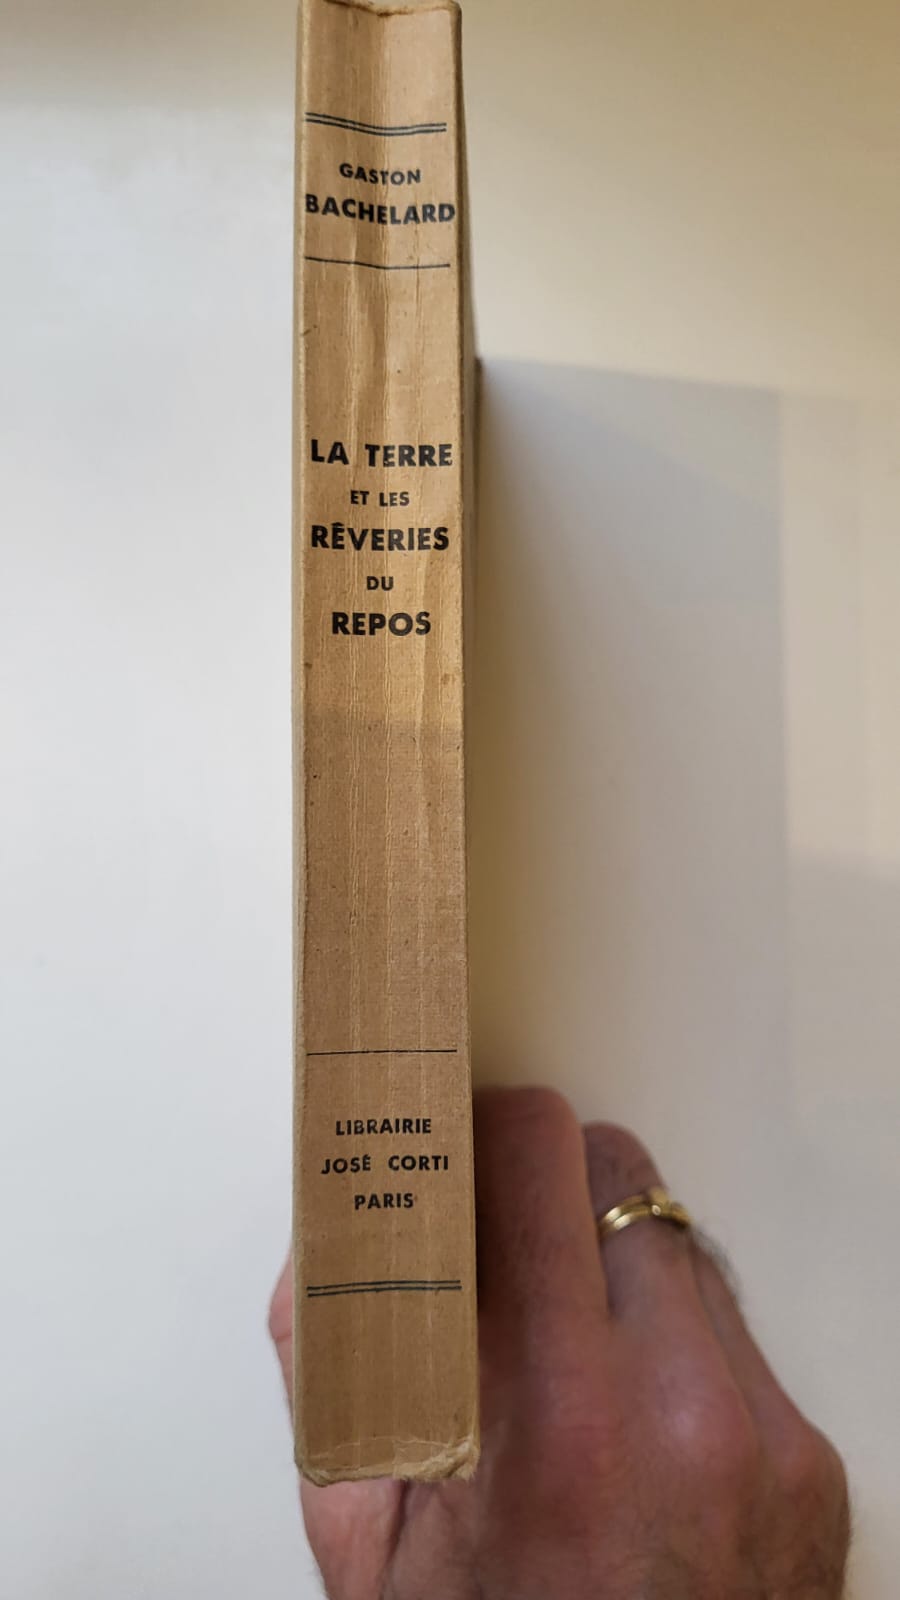 GASTON
BACHELARD
LA TERRE
ET LES
RÊVERIES
DU
REPOS
LIBRAIRIE
JOSÉ CORTI
PARIS